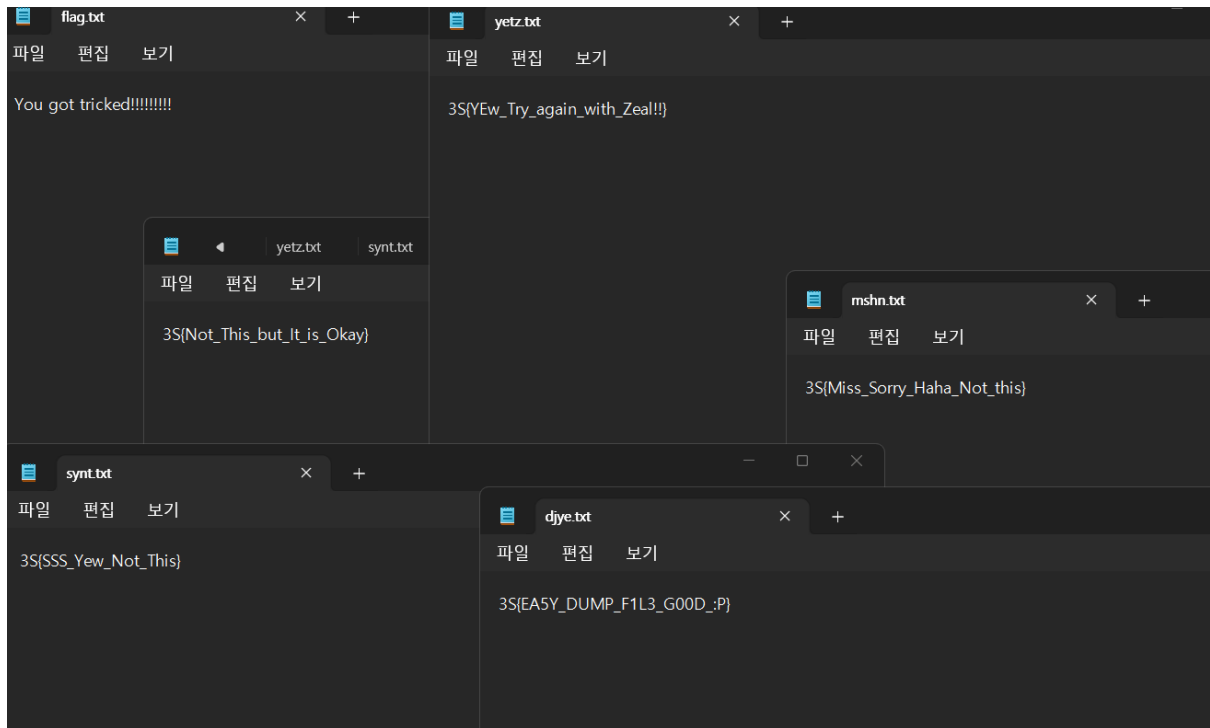 flag.txt
파일 편집 보기
You got tricked!!!!!!!!!
yetz.txt
파일 편집 보기
3S{YEw_Try_again_with_Zeal!!}
yetz.txt synt.txt
파일 편집 보기
3S{Not_This_but_It_is_Okay}
mshn.txt
파일 편집 보기
3S{Miss_Sorry_Haha_Not_this}
synt.txt
파일 편집 보기
3S{SSS_Yew_Not_This}
djye.txt
파일 편집 보기
3S{EA5Y_DUMP_F1L3_G00D_:P}